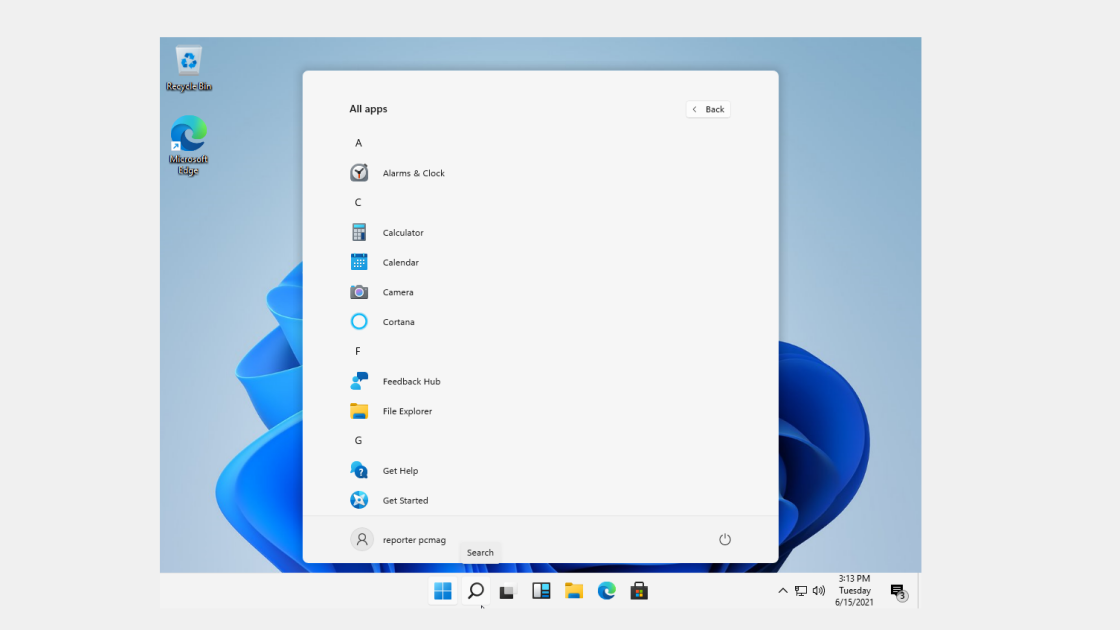 Recycle Bin
Microsoft
Edge
All apps
Back
A
Alarms & Clock
C
Calculator
Calendar
Camera
Cortana
F
Feedback Hub
File Explorer
G
Get Help
Get Started
reporter pcmag
Search
3:13 PM
Tuesday
6/15/2021
3